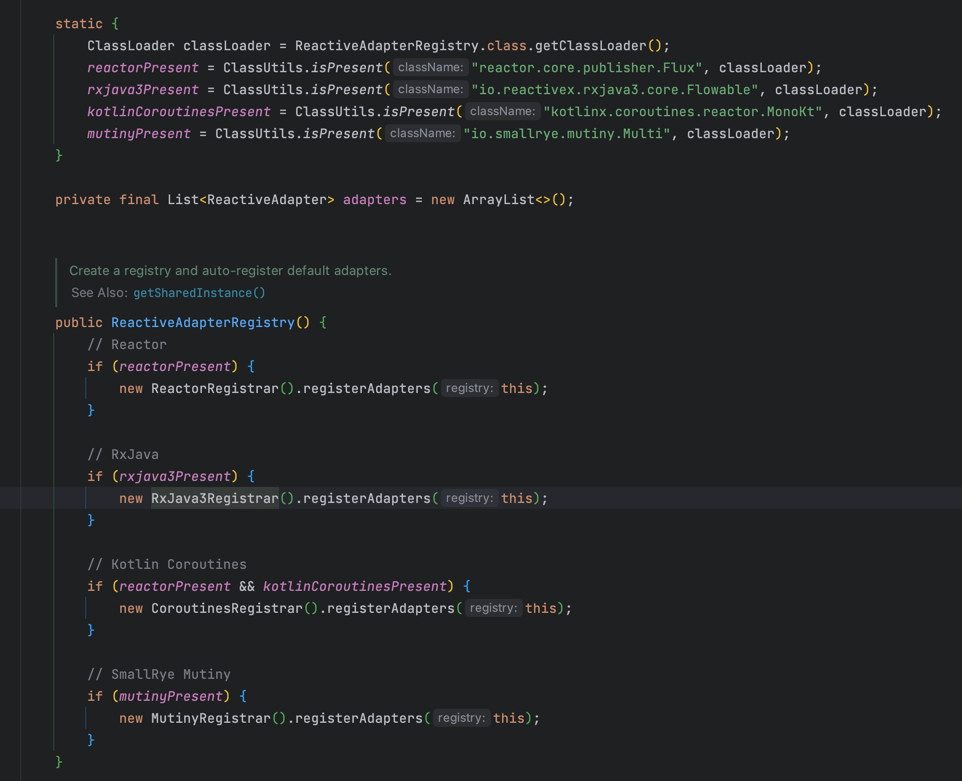 static {
ClassLoader classLoader = ReactiveAdapterRegistry.class.getClassLoader();
reactorPresent = ClassUtils.isPresent( className: "reactor.core.publisher.Flux", classLoader);
rxjava3Present = ClassUtils.isPresent( className: "io.reactivex.rxjava3.core.Flowable", classLoader);
kotlinCoroutinesPresent = ClassUtils.isPresent( className: "kotlinx.coroutines.reactor.MonoKt", classLoader);
mutinyPresent = ClassUtils.isPresent( className: "io.smallrye.mutiny.Multi", classLoader);
}
private final List<ReactiveAdapter> adapters = new ArrayList<>();
Create a registry and auto-register default adapters.
See Also: getSharedInstance()
public ReactiveAdapterRegistry() {
// Reactor
if (reactorPresent) {
new ReactorRegistrar().registerAdapters( registry: this);
}
// RxJava
if (rxjava3Present) {
new RxJava3Registrar().registerAdapters( registry: this);
}
// Kotlin Coroutines
if (reactorPresent && kotlinCoroutinesPresent) {
new CoroutinesRegistrar().registerAdapters( registry: this);
}
// SmallRye Mutiny
if (mutinyPresent) {
new MutinyRegistrar().registerAdapters( registry: this);
}
}